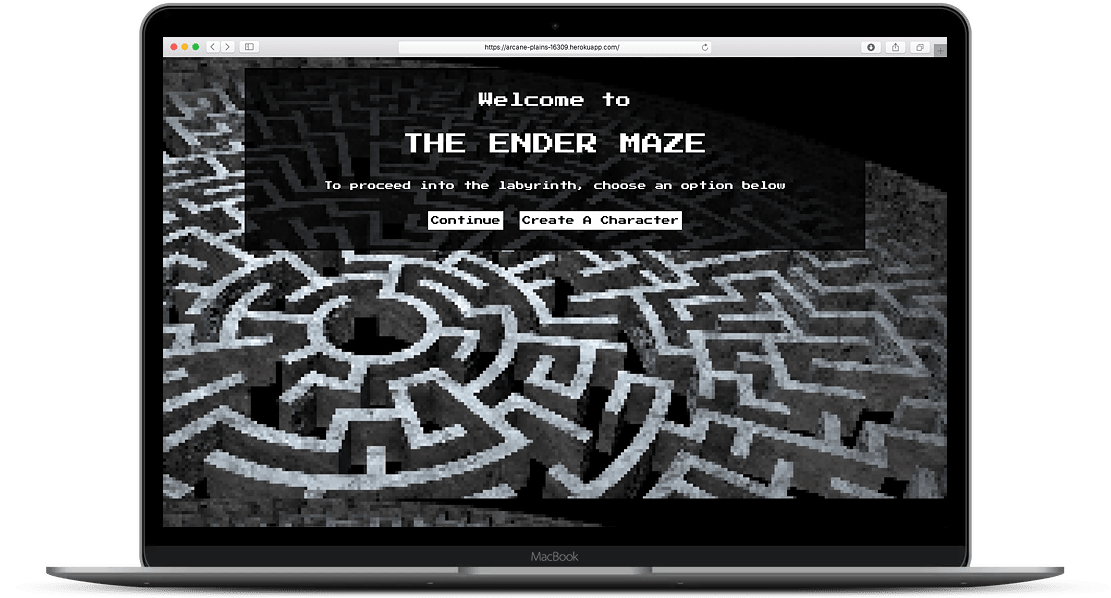 https://arcane-plains-16309.herokuapp.com/
Welcome to
THE ENDER MAZE
To proceed into the labyrinth, choose an option below
Continue Create A Character
MacBook